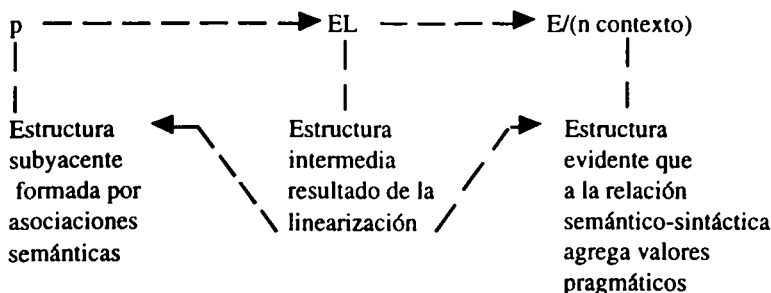 p EL E/(n contexto)
Estructura
subyacente
formada por
asociaciones
semánticas
Estructura
intermedia
resultado de la
linearización
Estructura
evidente que
a la relación
semántico-sintáctica
agrega valores
pragmáticos